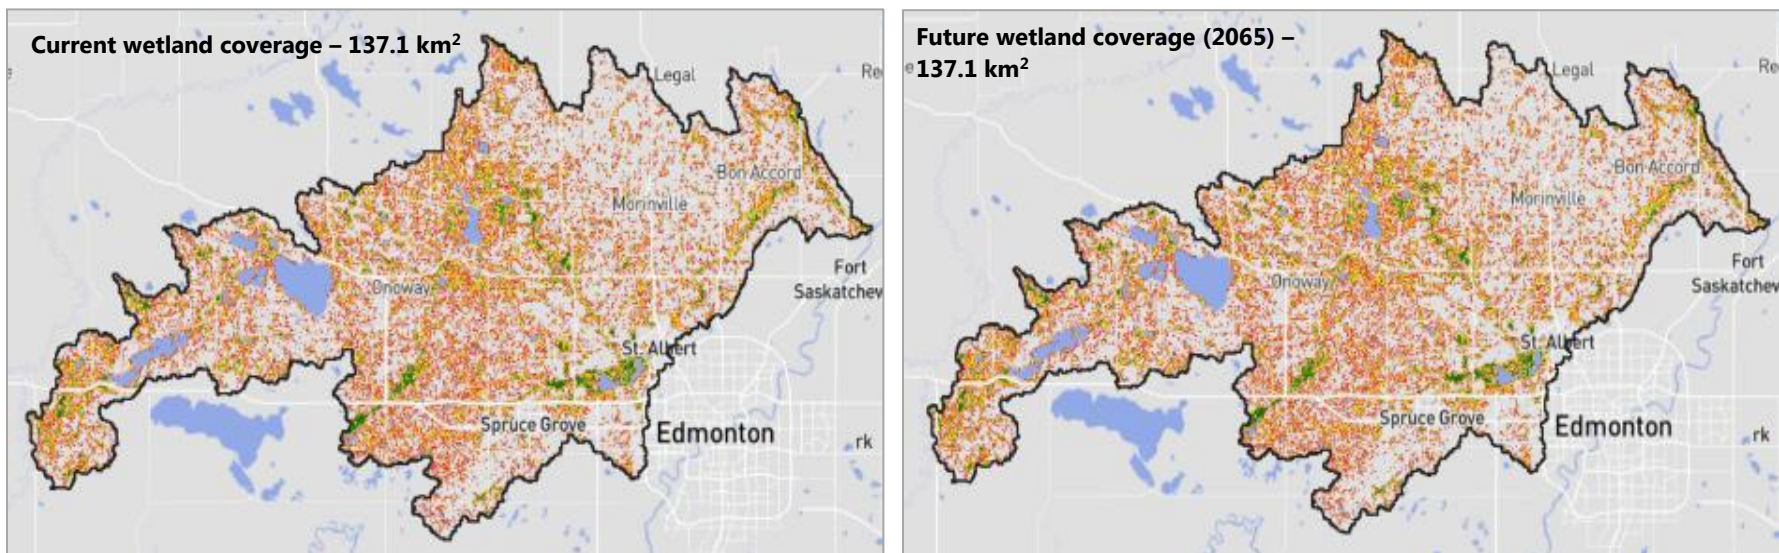 Current wetland coverage – 137.1 km²
Legal
Re
Bon Accord
Morinville
Onoway
Fort
Saskatchew
St. Albert
Spruce Grove
Edmonton
rk
Future wetland coverage (2065) –
137.1 km²
e
Legal
Re
Bon Accord
Morinville
Onoway
Fort
Saskatchew
St. Albert
Spruce Grove
Edmonton
rk